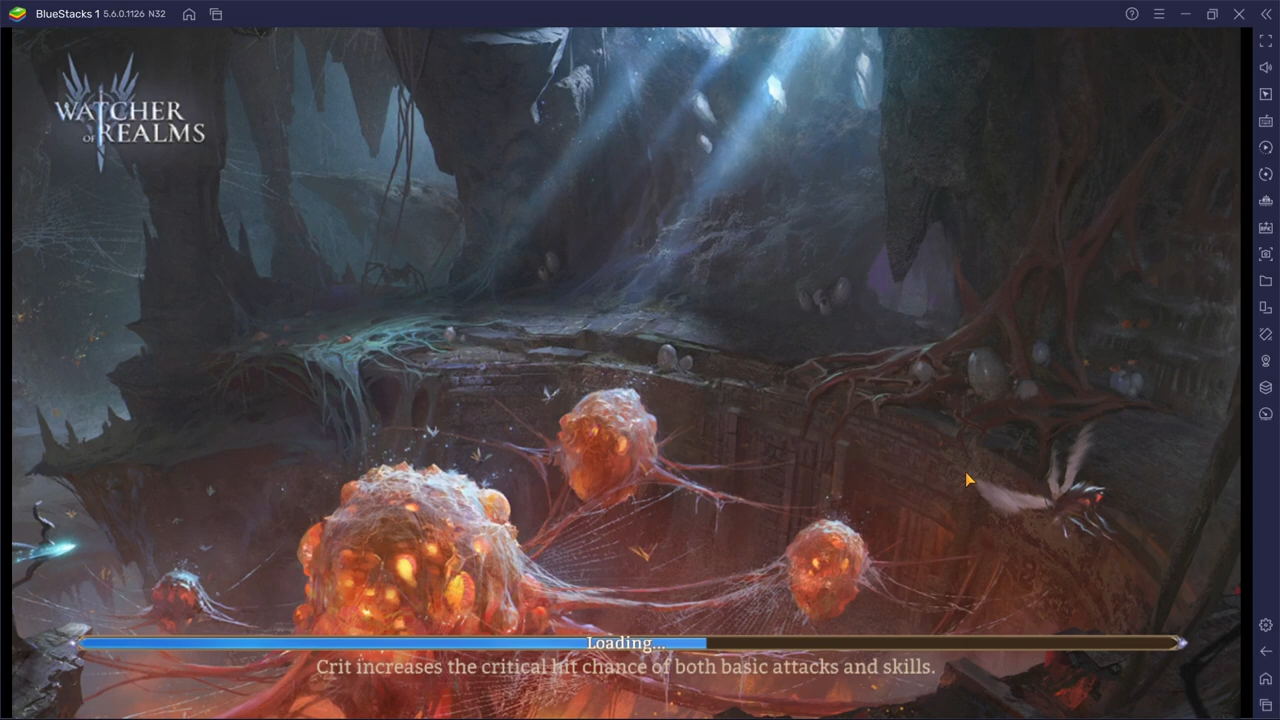 BlueStacks 1 5.6.0.1126 N32
WATCHER
OF REALMS
Loading...
Crit increases the critical hit chance of both basic attacks and skills.